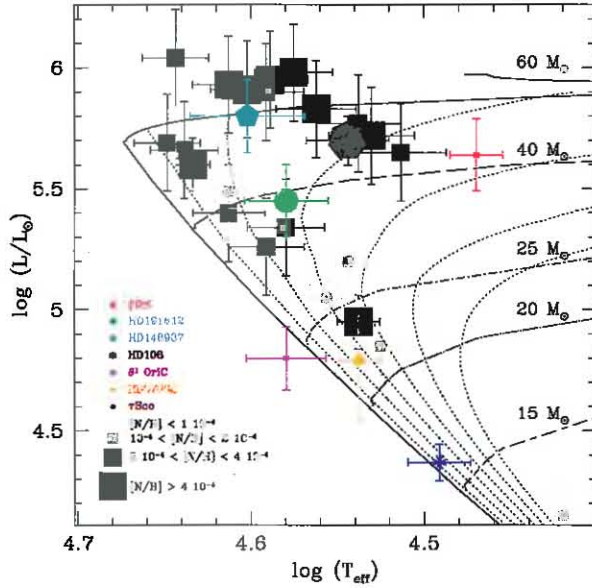 log (L/L⊙)
6
5.5
5
4.5
60 M⊙
40 M⊙
25 M⊙
20 M⊙
15 M⊙
HD191612
HD148937
HD108
θ¹ OriC
τSco
[N/H] < 1 10⁻⁴
10⁻⁴ < [N/H] < 2 10⁻⁴
2 10⁻⁴ < [N/H] < 4 10⁻⁴
[N/H] > 4 10⁻⁴
4.7
4.6
4.5
log (T_eff)